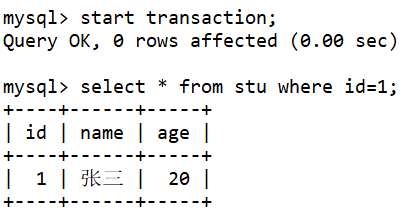 mysql> start transaction;
Query OK, 0 rows affected (0.00 sec)
mysql> select * from stu where id=1;
+----+------+-----+
| id | name | age |
+----+------+-----+
| 1 | 张三 | 20 |
+----+------+-----+